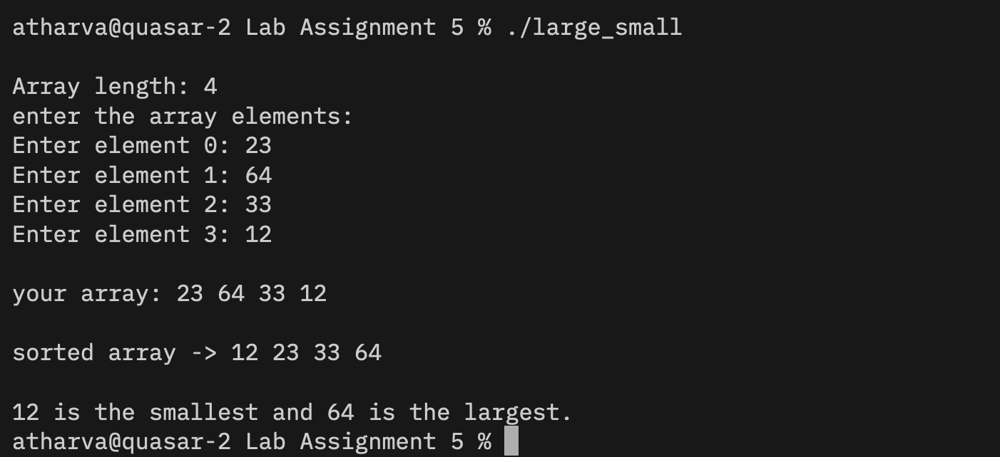 atharva@quasar-2 Lab Assignment 5 % ./large_small
Array length: 4
enter the array elements:
Enter element 0: 23
Enter element 1: 64
Enter element 2: 33
Enter element 3: 12
your array: 23 64 33 12
sorted array -> 12 23 33 64
12 is the smallest and 64 is the largest.
atharva@quasar-2 Lab Assignment 5 %